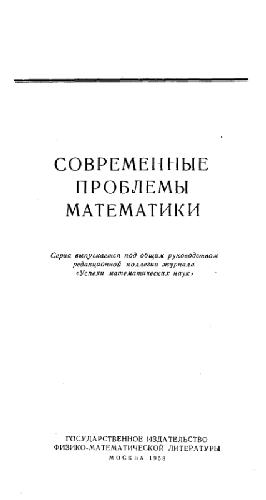 СОВРЕМЕННЫЕ
ПРОБЛЕМЫ
МАТЕМАТИКИ
Серия выпускается под общим руководством
редакционной коллегии журнала
«Успехи математических наук»
ГОСУДАРСТВЕННОЕ ИЗДАТЕЛЬСТВО
ФИЗИКО-МАТЕМАТИЧЕСКОЙ ЛИТЕРАТУРЫ
МОСКВА 1958